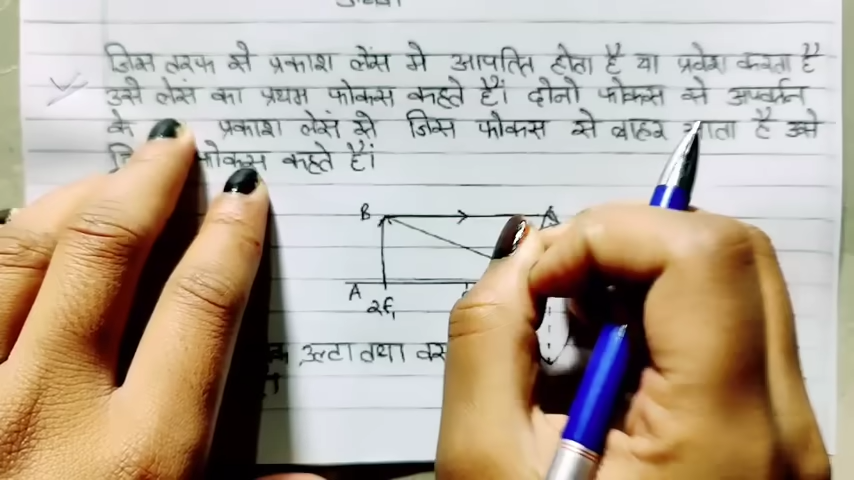 जिस तरफ से प्रकाश लेंस मे आपतित होता है या प्रवेश करता है
उसे लेंस का प्रथम फोकस कहते हैं। दोनो फोकस से अपवर्तन
के प्रकाश लेंस से जिस फोकस से बाहर आता है उसे
फोकस कहते हैं।
B
A
2F₁
उल्टा तथा